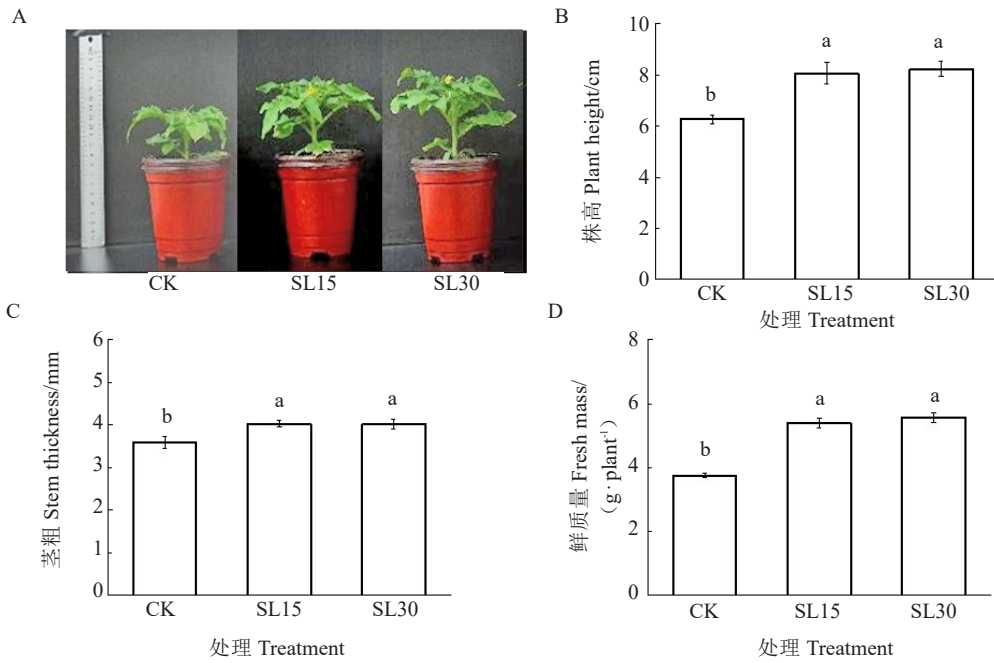 A
CK
SL15
SL30
B
株高 Plant height/cm
10
8
6
4
2
0
b
a
a
CK
SL15
SL30
处理 Treatment
C
茎粗 Stem thickness/mm
6
5
4
3
2
1
0
b
a
a
CK
SL15
SL30
处理 Treatment
D
鲜质量 Fresh mass/
（g·plant⁻¹）
8
6
4
2
0
b
a
a
CK
SL15
SL30
处理 Treatment